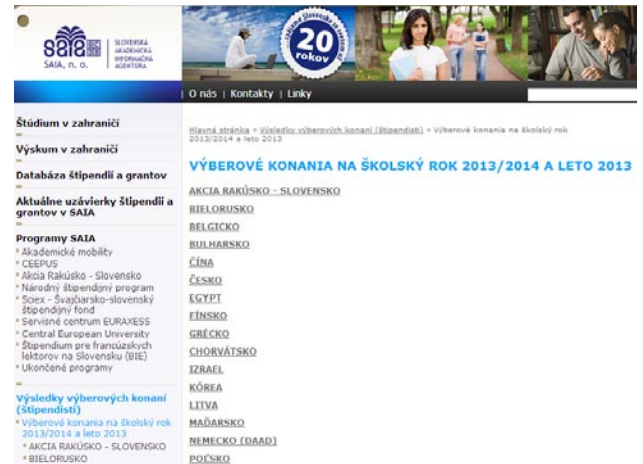 saia
SAIA, n. o.
SLOVENSKÁ
AKADEMICKÁ
INFORMAČNÁ
AGENTÚRA
20
rokov
O nás | Kontakty | Linky
Štúdium v zahraničí
Výskum v zahraničí
Databáza štipendií a grantov
Aktuálne uzávierky štipendií a
grantov v SAIA
Programy SAIA
Akademické mobility
CEEPUS
Akcia Rakúsko - Slovensko
Národný štipendijný program
Sciex - Švajčiarsko-slovenský
štipendijný fond
Servisné centrum EURAXESS
Central European University
Štipendium pre francúzskych
lektorov na Slovensku (BIE)
Ukončené programy
Výsledky výberových konaní
(štipendisti)
Výberové konania na školský rok
2013/2014 a leto 2013
AKCIA RAKÚSKO - SLOVENSKO
BIELORUSKO
Hlavná stránka » Výsledky výberových konaní (štipendisti) » Výberové konania na školský rok
2013/2014 a leto 2013
VÝBEROVÉ KONANIA NA ŠKOLSKÝ ROK 2013/2014 A LETO 2013
AKCIA RAKÚSKO - SLOVENSKO
BIELORUSKO
BELGICKO
BULHARSKO
ČÍNA
ČESKO
EGYPT
FÍNSKO
GRÉCKO
CHORVÁTSKO
IZRAEL
KÓREA
LITVA
MAĎARSKO
NEMECKO (DAAD)
POĽSKO